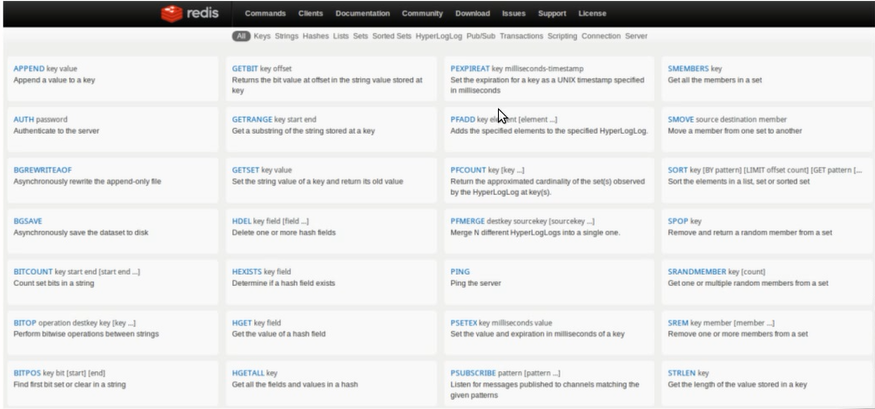 redis Commands Clients Documentation Community Download Issues Support License
All Keys Strings Hashes Lists Sets Sorted Sets HyperLogLog Pub/Sub Transactions Scripting Connection Server
APPEND key value
Append a value to a key
GETBIT key offset
Returns the bit value at offset in the string value stored at
key
PEXPIREAT key milliseconds-timestamp
Set the expiration for a key as a UNIX timestamp specified
in milliseconds
SMEMBERS key
Get all the members in a set
AUTH password
Authenticate to the server
GETRANGE key start end
Get a substring of the string stored at a key
PFADD key element [element ...]
Adds the specified elements to the specified HyperLogLog.
SMOVE source destination member
Move a member from one set to another
BGREWRITEAOF
Asynchronously rewrite the append-only file
GETSET key value
Set the string value of a key and return its old value
PFCOUNT key [key ...]
Return the approximated cardinality of the set(s) observed
by the HyperLogLog at key(s).
SORT key [BY pattern] [LIMIT offset count] [GET pattern [...
Sort the elements in a list, set or sorted set
BGSAVE
Asynchronously save the dataset to disk
HDEL key field [field ...]
Delete one or more hash fields
PFMERGE destkey sourcekey [sourcekey ...]
Merge N different HyperLogLogs into a single one.
SPOP key
Remove and return a random member from a set
BITCOUNT key start end [start end ...]
Count set bits in a string
HEXISTS key field
Determine if a hash field exists
PING
Ping the server
SRANDMEMBER key [count]
Get one or multiple random members from a set
BITOP operation destkey key [key ...]
Perform bitwise operations between strings
HGET key field
Get the value of a hash field
PSETEX key milliseconds value
Set the value and expiration in milliseconds of a key
SREM key member [member ...]
Remove one or more members from a set
BITPOS key bit [start] [end]
Find first bit set or clear in a string
HGETALL key
Get all the fields and values in a hash
PSUBSCRIBE pattern [pattern ...]
Listen for messages published to channels matching the
given patterns
STRLEN key
Get the length of the value stored in a key